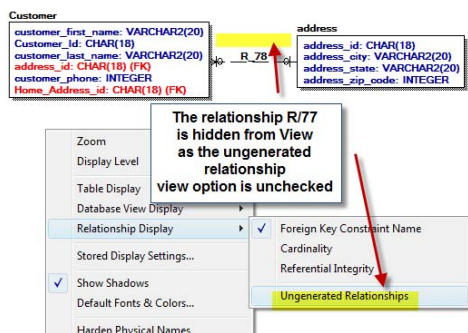 Customer
address
customer_first_name: VARCHAR2(20)
Customer_Id: CHAR(18)
customer_last_name: VARCHAR2(20)
address_id: CHAR(18) (FK)
customer_phone: INTEGER
Home_Address_id: CHAR(18) (FK)
R_78
address_id: CHAR(18)
address_city: VARCHAR2(20)
address_state: VARCHAR2(20)
address_zip_code: INTEGER
The relationship R/77
is hidden from View
as the ungenerated
relationship
view option is unchecked
Zoom
Display Level
Table Display
Database View Display
Relationship Display
Stored Display Settings...
Show Shadows
Default Fonts & Colors...
Harden Physical Names
Foreign Key Constraint Name
Cardinality
Referential Integrity
Ungenerated Relationships